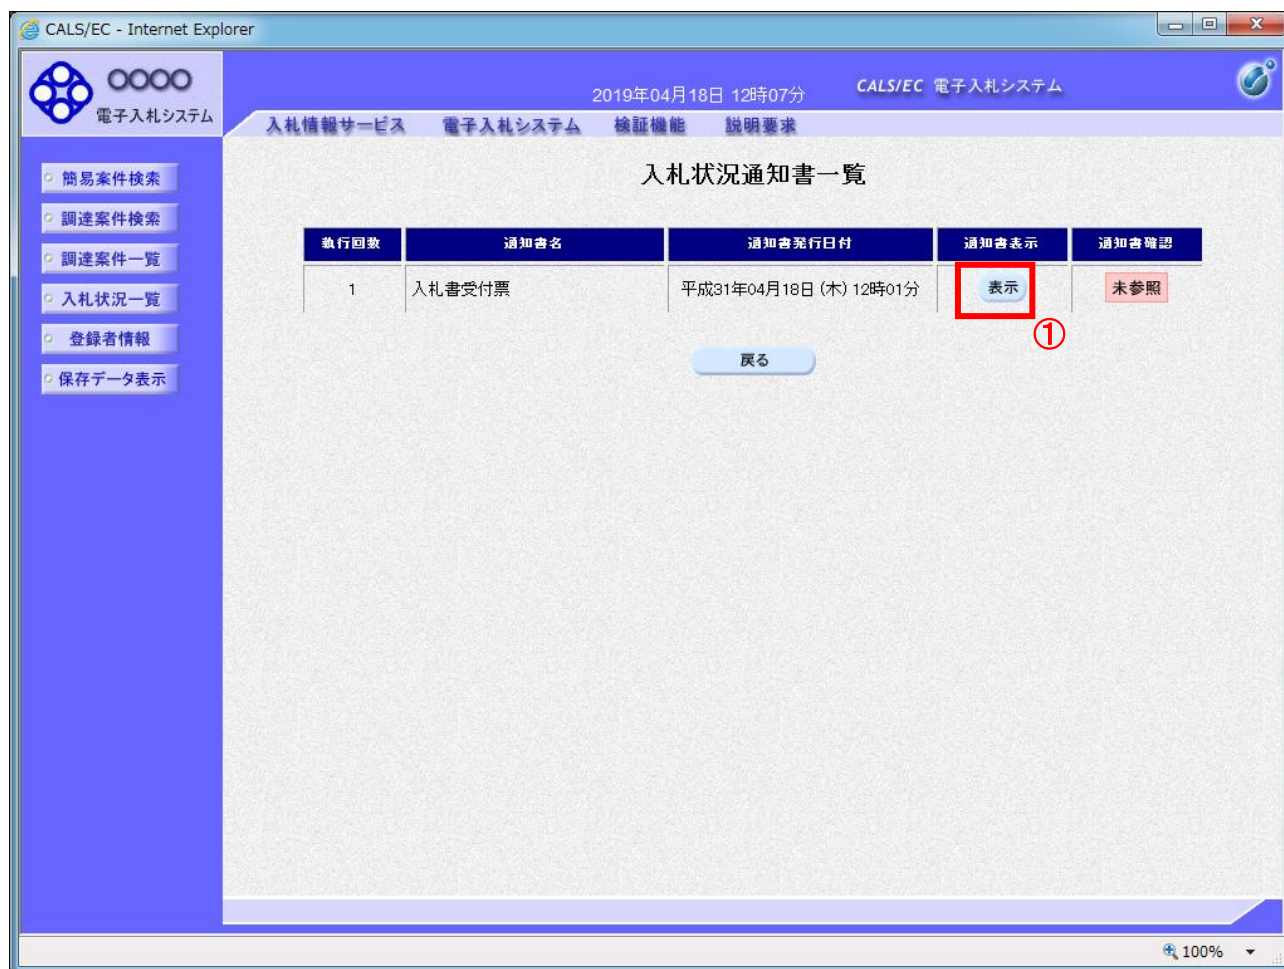 CALS/EC - Internet Explorer
○○○○
電子入札システム
2019年04月18日 12時07分
CALS/EC 電子入札システム
入札情報サービス 電子入札システム 検証機能 説明要求
簡易案件検索
調達案件検索
調達案件一覧
入札状況一覧
登録者情報
保存データ表示
入札状況通知書一覧
執行回数 通知書名 通知書発行日付 通知書表示 通知書確認
1 入札書受付票 平成31年04月18日 (木) 12時01分 表示 未参照
①
戻る
100%